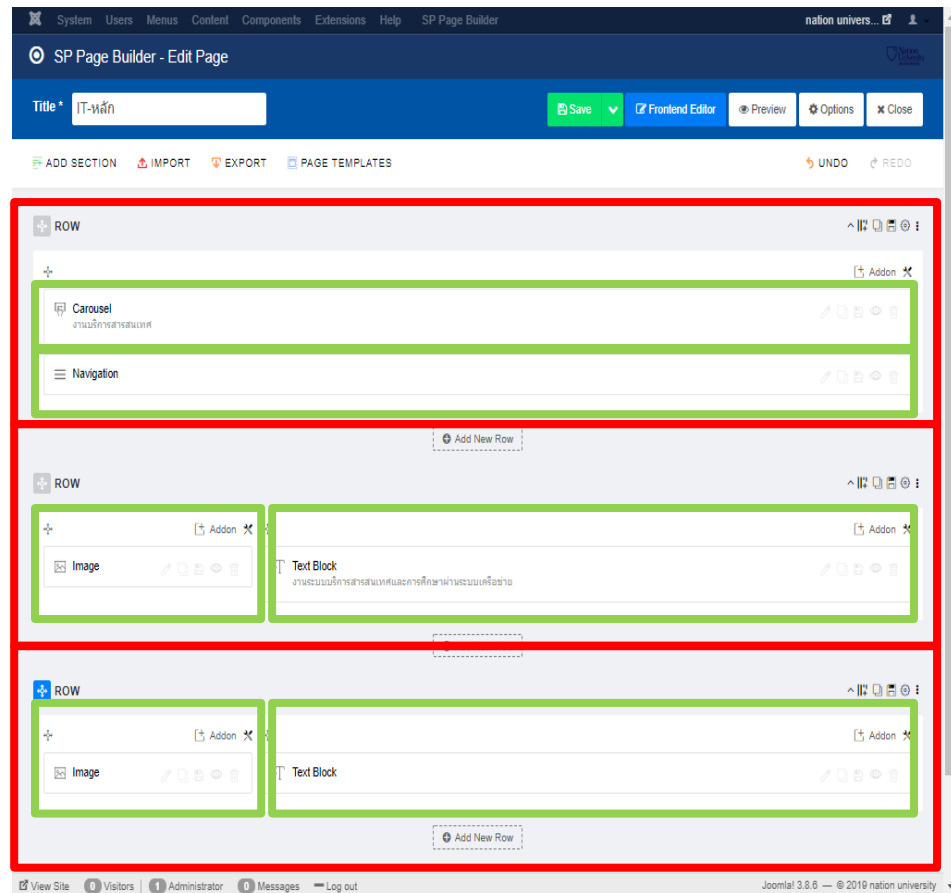 System Users Menus Content Components Extensions Help SP Page Builder nation univers...
SP Page Builder - Edit Page
Title * IT-หลัก Save Frontend Editor Preview Options Close
ADD SECTION IMPORT EXPORT PAGE TEMPLATES UNDO REDO
ROW
Addon
Carousel
งานบริการสารสนเทศ
Navigation
Add New Row
ROW
Addon Addon
Image Text Block
งานระบบบริการสารสนเทศและการศึกษาผ่านระบบเครือข่าย
ROW
Addon Addon
Image Text Block
Add New Row
View Site 0 Visitors 1 Administrator 0 Messages Log out Joomla! 3.8.6 — © 2019 nation university